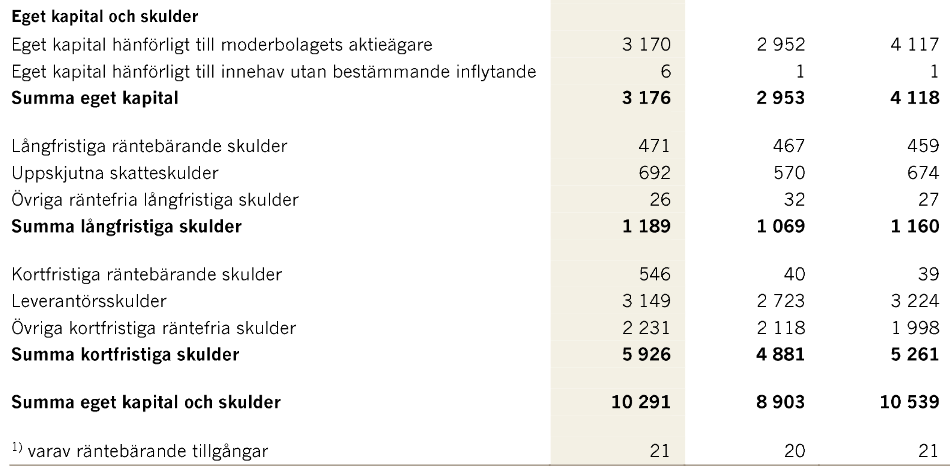 Eget kapital och skulder
Eget kapital hänförligt till moderbolagets aktieägare 3 170 2 952 4 117
Eget kapital hänförligt till innehav utan bestämmande inflytande 6 1 1
Summa eget kapital 3 176 2 953 4 118
Långfristiga räntebärande skulder 471 467 459
Uppskjutna skatteskulder 692 570 674
Övriga räntefria långfristiga skulder 26 32 27
Summa långfristiga skulder 1 189 1 069 1 160
Kortfristiga räntebärande skulder 546 40 39
Leverantörsskulder 3 149 2 723 3 224
Övriga kortfristiga räntefria skulder 2 231 2 118 1 998
Summa kortfristiga skulder 5 926 4 881 5 261
Summa eget kapital och skulder 10 291 8 903 10 539
1) varav räntebärande tillgångar 21 20 21